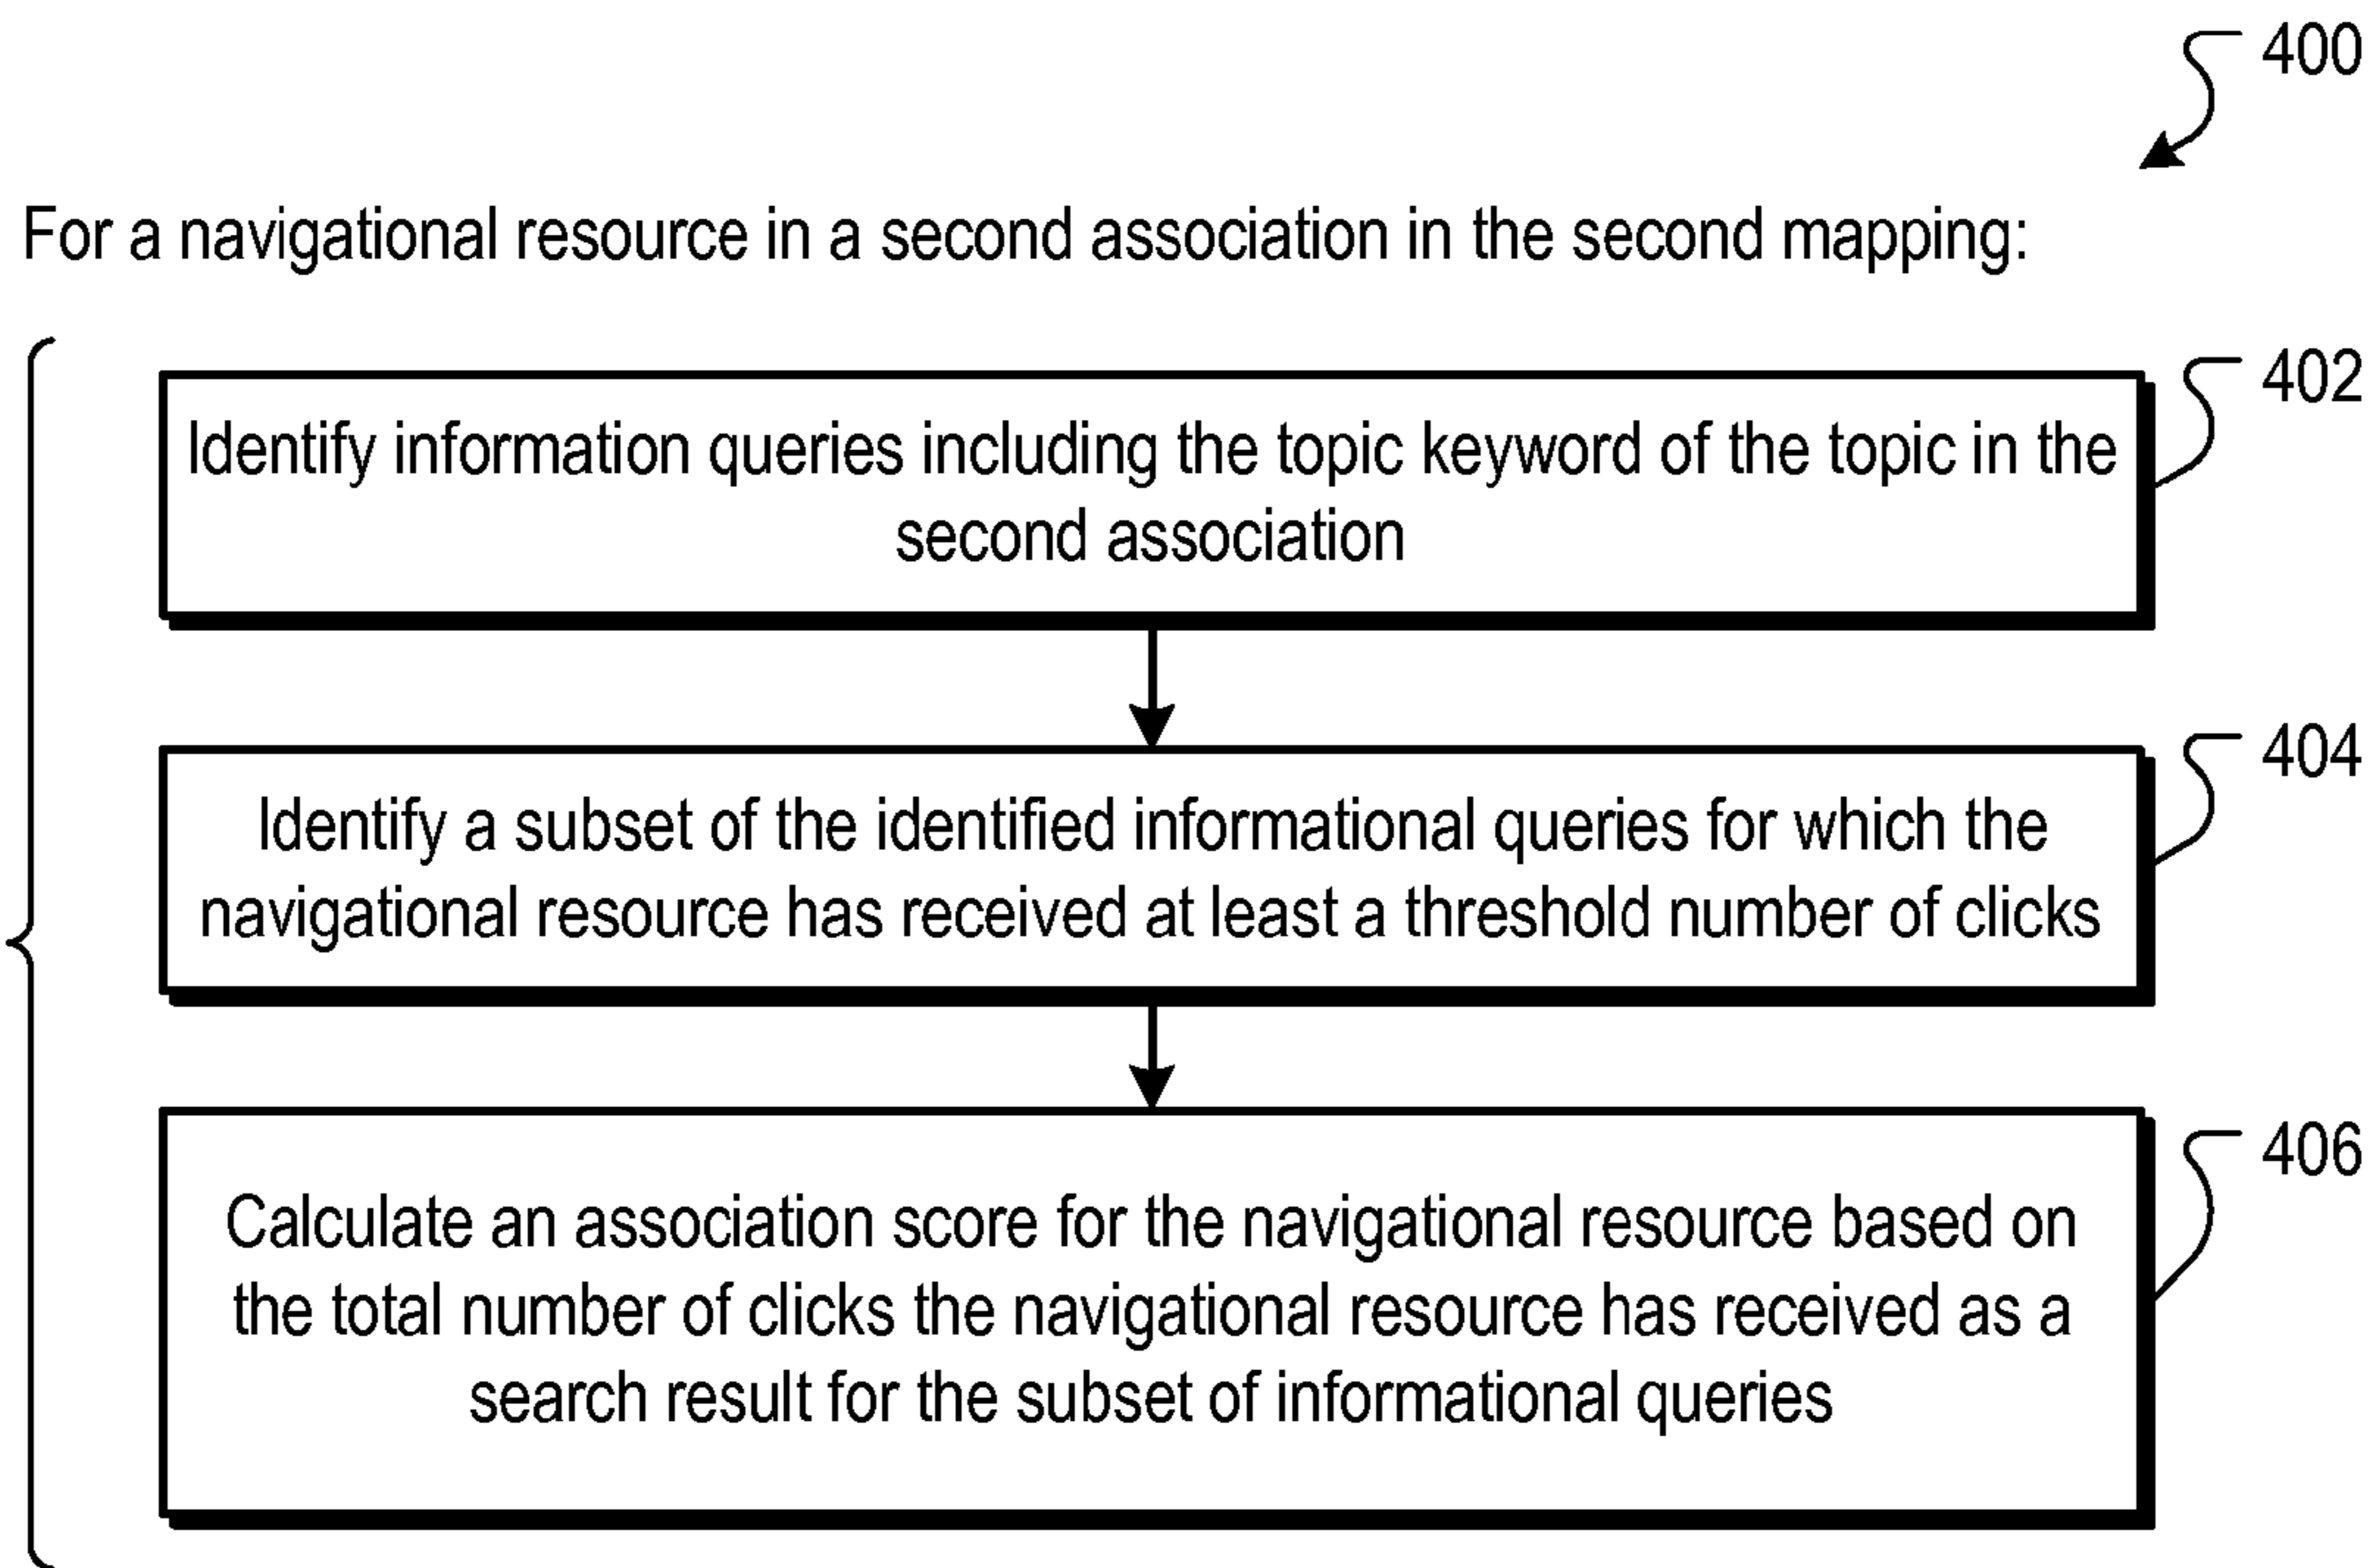 400
For a navigational resource in a second association in the second mapping:
402
Identify information queries including the topic keyword of the topic in the
second association
404
Identify a subset of the identified informational queries for which the
navigational resource has received at least a threshold number of clicks
406
Calculate an association score for the navigational resource based on
the total number of clicks the navigational resource has received as a
search result for the subset of informational queries